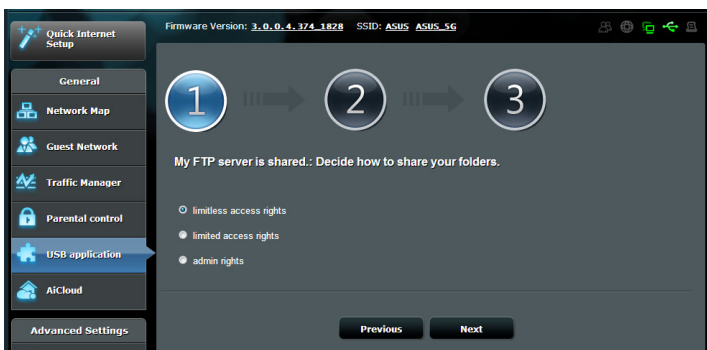 Quick Internet
Setup
Firmware Version: 3.0.0.4.374_1828 SSID: ASUS ASUS_5G
General
Network Map
Guest Network
Traffic Manager
Parental control
USB application
AiCloud
Advanced Settings
1
2
3
My FTP server is shared.: Decide how to share your folders.
limitless access rights
limited access rights
admin rights
Previous
Next